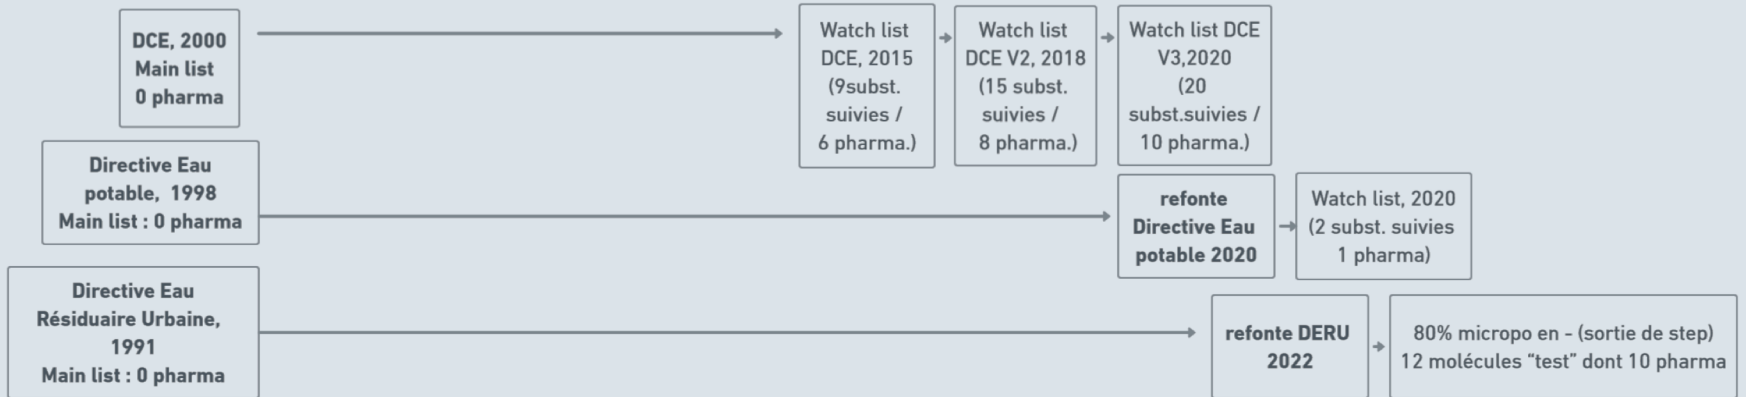 DCE, 2000
Main list
0 pharma
Watch list
DCE, 2015
(9subst.
suivies /
6 pharma.)
Watch list
DCE V2, 2018
(15 subst.
suivies /
8 pharma.)
Watch list DCE
V3,2020
(20
subst.suivies /
10 pharma.)
Directive Eau
potable, 1998
Main list : 0 pharma
refonte
Directive Eau
potable 2020
Watch list, 2020
(2 subst. suivies
1 pharma)
Directive Eau
Résiduaire Urbaine,
1991
Main list : 0 pharma
refonte DERU
2022
80% micropo en - (sortie de step)
12 molécules “test” dont 10 pharma